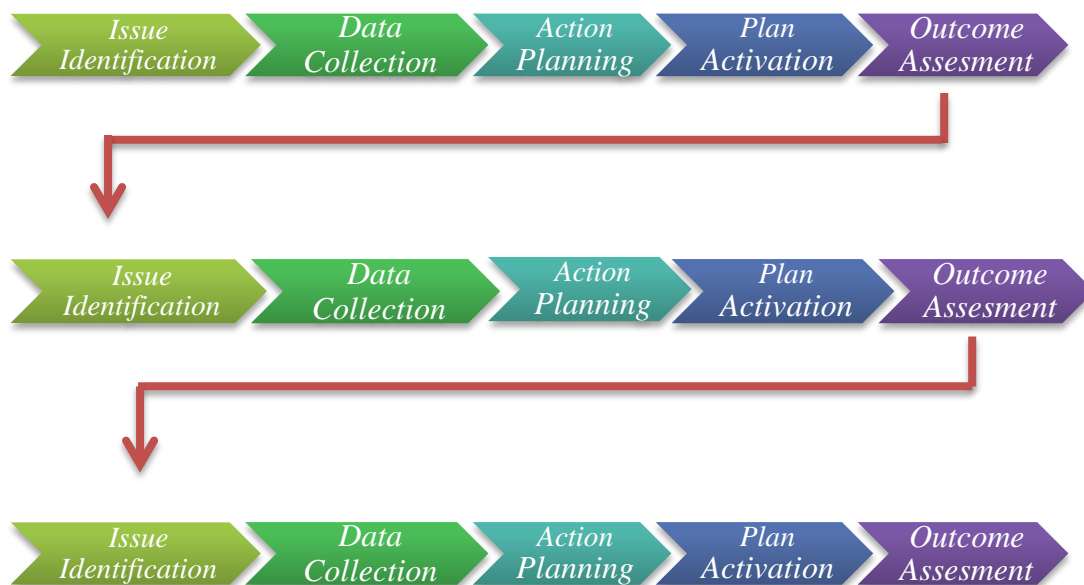 Issue
Identification
Data
Collection
Action
Planning
Plan
Activation
Outcome
Assesment
Issue
Identification
Data
Collection
Action
Planning
Plan
Activation
Outcome
Assesment
Issue
Identification
Data
Collection
Action
Planning
Plan
Activation
Outcome
Assesment